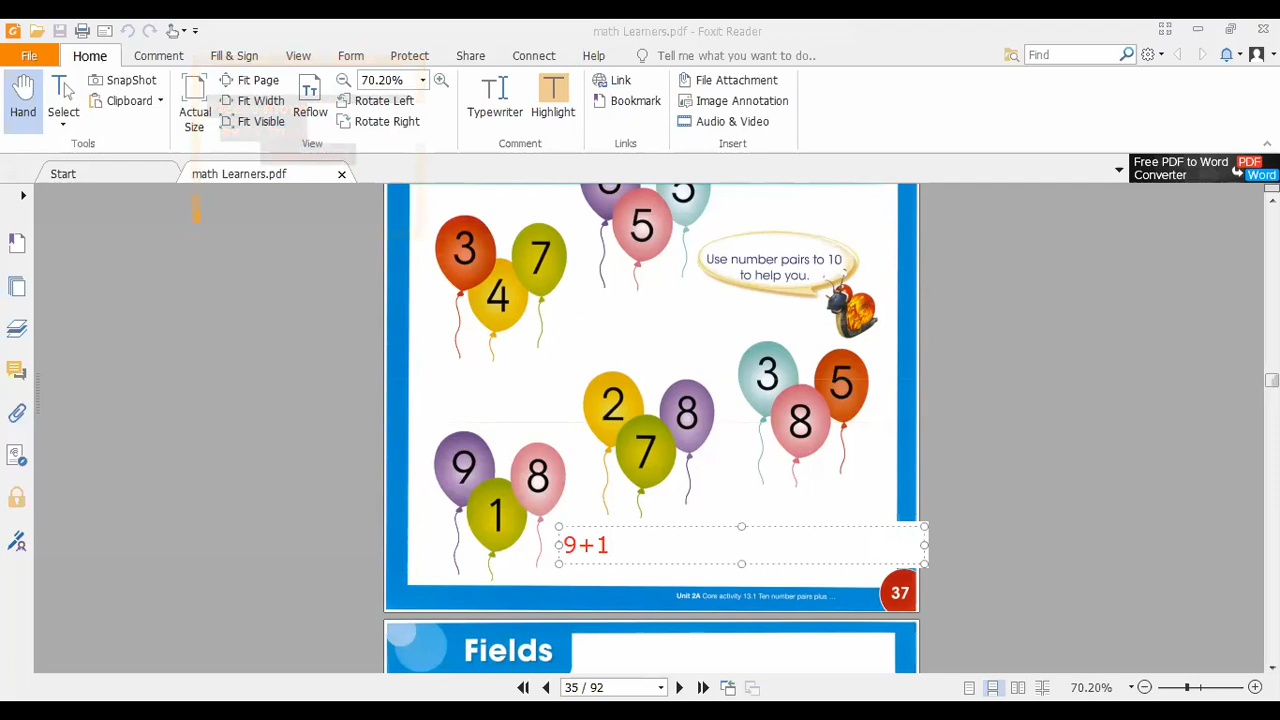 math Learners.pdf - Foxit Reader
File Home Comment Fill & Sign View Form Protect Share Connect Help Tell me what you want to do.. Find
Hand
Select
SnapShot
Clipboard
Actual Size
Fit Page
Fit Width
Fit Visible
Reflow
70.20%
Rotate Left
Rotate Right
Typewriter
Highlight
Link
Bookmark
File Attachment
Image Annotation
Audio & Video
Tools View Comment Links Insert
Start math Learners.pdf
Free PDF to Word PDF
Converter Word
5
5
3 7
4
Use number pairs to 10
to help you.
3 5
8
2 8
7
9 8
1
9+1
Unit 2A Core activity 13.1 Ten number pairs plus ...
37
Fields
35 / 92
70.20%